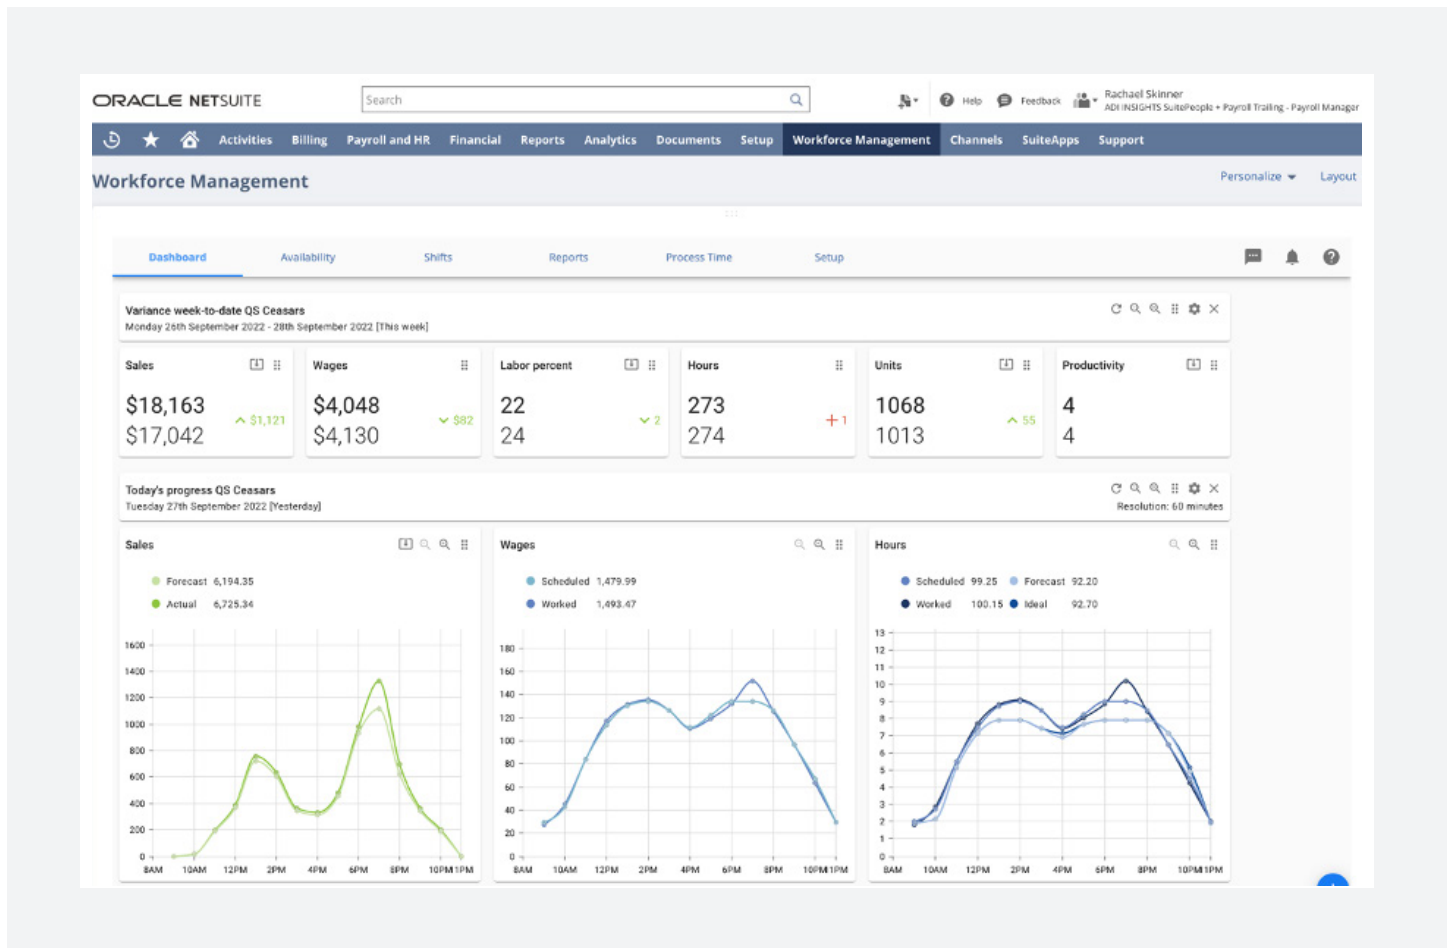 ORACLE NETSUITE
Search
Help
Feedback
Rachael Skinner
ADI INSIGHTS SuitePeople + Payroll Trailing - Payroll Manager
Activities Billing Payroll and HR Financial Reports Analytics Documents Setup Workforce Management Channels SuiteApps Support
Workforce Management
Personalize Layout
Dashboard Availability Shifts Reports Process Time Setup
Variance week-to-date QS Ceasars
Monday 26th September 2022 - 28th September 2022 [This week]
Sales
$18,163
$17,042
$1,121
Wages
$4,048
$4,130
$82
Labor percent
22
24
2
Hours
273
274
+ 1
Units
1068
1013
55
Productivity
4
4
Today's progress QS Ceasars
Tuesday 27th September 2022 [Yesterday]
Resolution: 60 minutes
Sales
Forecast 6,194.35
Actual 6,725.34
1600
1400
1200
1000
800
600
400
200
0
8AM 10AM 12PM 2PM 4PM 6PM 8PM 10PM 1PM
Wages
Scheduled 1,479.99
Worked 1,493.47
180
160
140
120
100
80
60
40
20
0
8AM 10AM 12PM 2PM 4PM 6PM 8PM 10PM 1PM
Hours
Scheduled 99.25 Forecast 92.20
Worked 100.15 Ideal 92.70
13
12
11
10
9
8
7
6
5
4
3
2
1
0
8AM 10AM 12PM 2PM 4PM 6PM 8PM 10PM 1PM